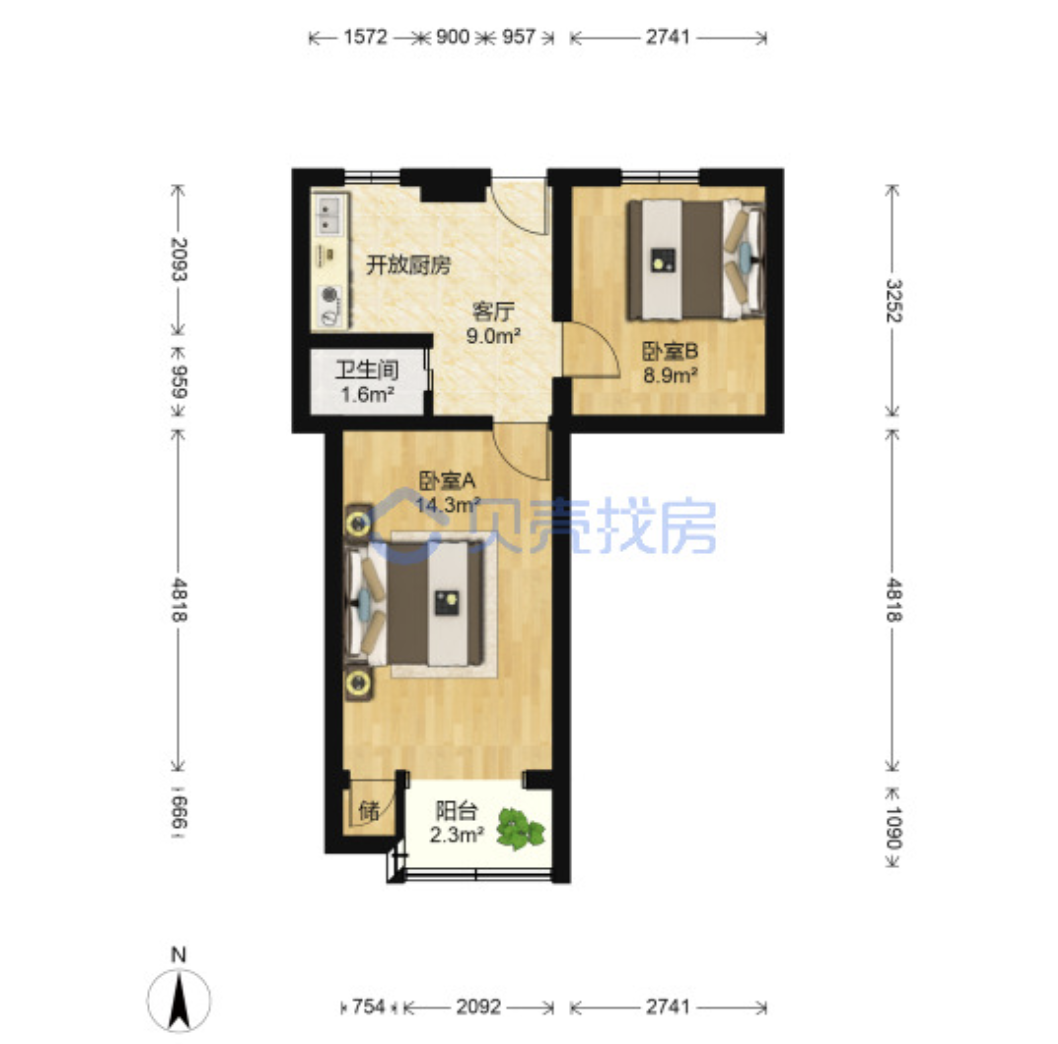 1572 900 957 2741
2093
959
4818
666
3252
4818
1090
开放厨房
客厅
9.0m²
卧室B
8.9m²
卫生间
1.6m²
卧室A
14.3m²
贝壳找房
储
阳台
2.3m²
N
754 2092 2741